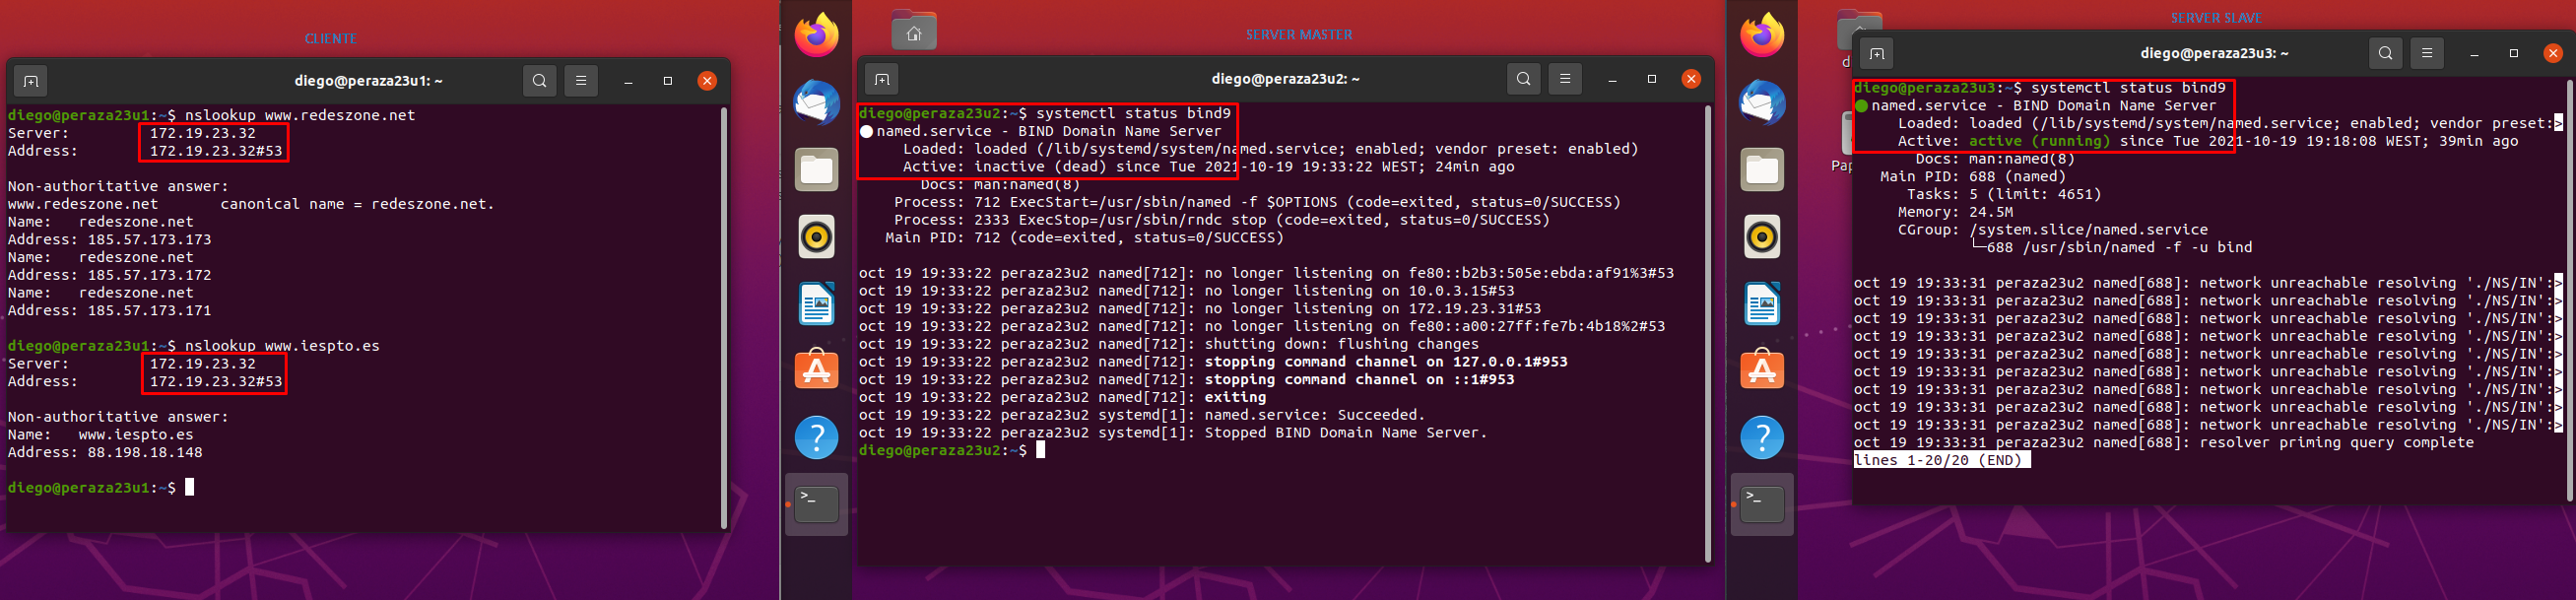 CLIENTE
diego@peraza23u1: ~
diego@peraza23u1:~$ nslookup www.redeszone.net
Server:         172.19.23.32
Address:        172.19.23.32#53
Non-authoritative answer:
www.redeszone.net       canonical name = redeszone.net.
Name:   redeszone.net
Address: 185.57.173.173
Name:   redeszone.net
Address: 185.57.173.172
Name:   redeszone.net
Address: 185.57.173.171
diego@peraza23u1:~$ nslookup www.iespto.es
Server:         172.19.23.32
Address:        172.19.23.32#53
Non-authoritative answer:
Name:   www.iespto.es
Address: 88.198.18.148
diego@peraza23u1:~$
SERVER MASTER
diego@peraza23u2: ~
diego@peraza23u2:~$ systemctl status bind9
● named.service - BIND Domain Name Server
Loaded: loaded (/lib/systemd/system/named.service; enabled; vendor preset: enabled)
Active: inactive (dead) since Tue 2021-10-19 19:33:22 WEST; 24min ago
Docs: man:named(8)
Process: 712 ExecStart=/usr/sbin/named -f $OPTIONS (code=exited, status=0/SUCCESS)
Process: 2333 ExecStop=/usr/sbin/rndc stop (code=exited, status=0/SUCCESS)
Main PID: 712 (code=exited, status=0/SUCCESS)
oct 19 19:33:22 peraza23u2 named[712]: no longer listening on fe80::b2b3:505e:ebda:af91%3#53
oct 19 19:33:22 peraza23u2 named[712]: no longer listening on 10.0.3.15#53
oct 19 19:33:22 peraza23u2 named[712]: no longer listening on 172.19.23.31#53
oct 19 19:33:22 peraza23u2 named[712]: no longer listening on fe80::a00:27ff:fe7b:4b18%2#53
oct 19 19:33:22 peraza23u2 named[712]: shutting down: flushing changes
oct 19 19:33:22 peraza23u2 named[712]: stopping command channel on 127.0.0.1#953
oct 19 19:33:22 peraza23u2 named[712]: stopping command channel on ::1#953
oct 19 19:33:22 peraza23u2 named[712]: exiting
oct 19 19:33:22 peraza23u2 systemd[1]: named.service: Succeeded.
oct 19 19:33:22 peraza23u2 systemd[1]: Stopped BIND Domain Name Server.
diego@peraza23u2:~$
SERVER SLAVE
diego@peraza23u3: ~
diego@peraza23u3:~$ systemctl status bind9
● named.service - BIND Domain Name Server
Loaded: loaded (/lib/systemd/system/named.service; enabled; vendor preset:>
Active: active (running) since Tue 2021-10-19 19:18:08 WEST; 39min ago
Docs: man:named(8)
Main PID: 688 (named)
Tasks: 5 (limit: 4651)
Memory: 24.5M
CGroup: /system.slice/named.service
└─688 /usr/sbin/named -f -u bind
oct 19 19:33:31 peraza23u2 named[688]: network unreachable resolving './NS/IN':>
oct 19 19:33:31 peraza23u2 named[688]: network unreachable resolving './NS/IN':>
oct 19 19:33:31 peraza23u2 named[688]: network unreachable resolving './NS/IN':>
oct 19 19:33:31 peraza23u2 named[688]: network unreachable resolving './NS/IN':>
oct 19 19:33:31 peraza23u2 named[688]: network unreachable resolving './NS/IN':>
oct 19 19:33:31 peraza23u2 named[688]: network unreachable resolving './NS/IN':>
oct 19 19:33:31 peraza23u2 named[688]: network unreachable resolving './NS/IN':>
oct 19 19:33:31 peraza23u2 named[688]: network unreachable resolving './NS/IN':>
oct 19 19:33:31 peraza23u2 named[688]: network unreachable resolving './NS/IN':>
oct 19 19:33:31 peraza23u2 named[688]: resolver priming query complete
lines 1-20/20 (END)